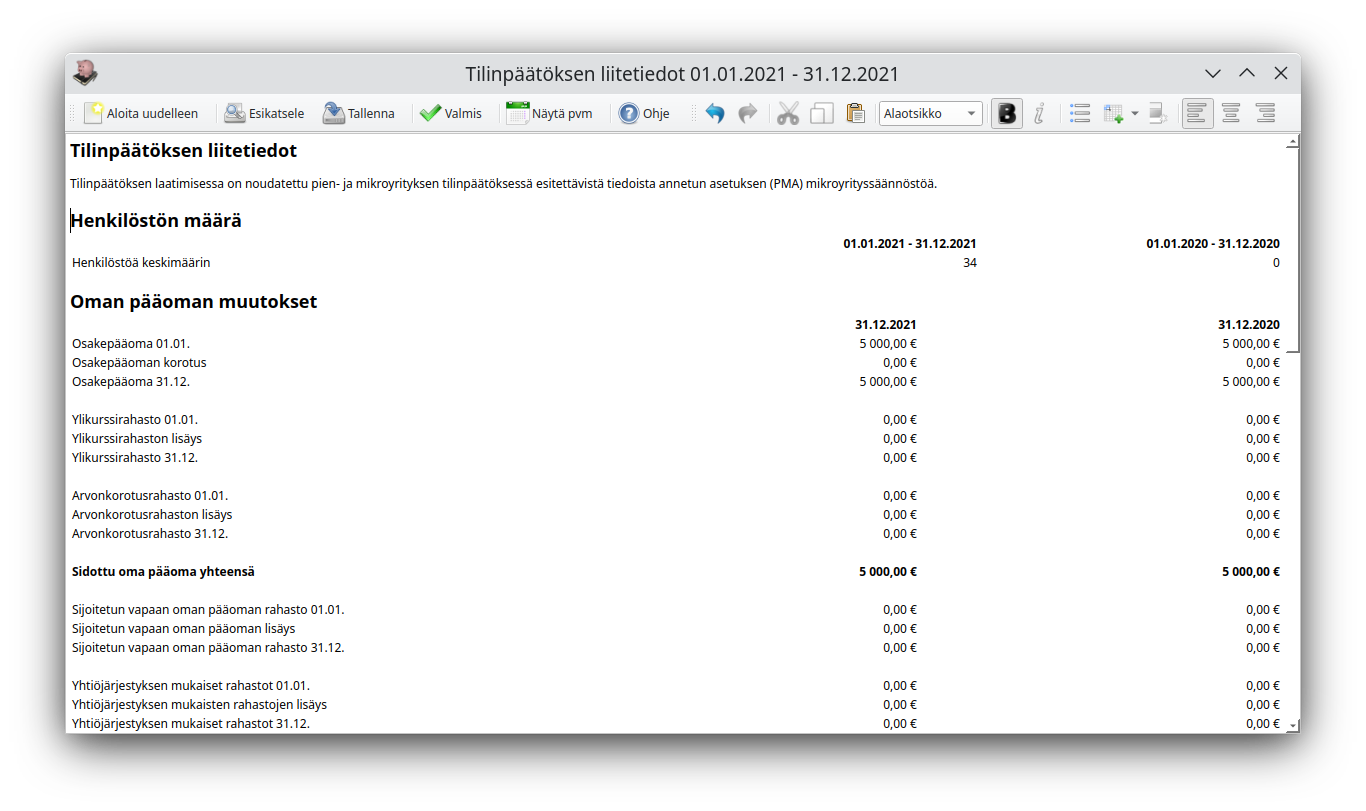 Tilinpäätöksen liitetiedot 01.01.2021 - 31.12.2021
Aloita uudelleen Esikatsele Tallenna Valmis Näytä pvm Ohje Alaotsikko B i
Tilinpäätöksen liitetiedot
Tilinpäätöksen laatimisessa on noudatettu pien- ja mikroyrityksen tilinpäätöksessä esitettävistä tiedoista annetun asetuksen (PMA) mikroyrityssäännöstöä.
Henkilöstön määrä
01.01.2021 - 31.12.2021 01.01.2020 - 31.12.2020
Henkilöstöä keskimäärin 34 0
Oman pääoman muutokset
31.12.2021 31.12.2020
Osakepääoma 01.01. 5 000,00 € 5 000,00 €
Osakepääoman korotus 0,00 € 0,00 €
Osakepääoma 31.12. 5 000,00 € 5 000,00 €
Ylikurssirahasto 01.01. 0,00 € 0,00 €
Ylikurssirahaston lisäys 0,00 € 0,00 €
Ylikurssirahasto 31.12. 0,00 € 0,00 €
Arvonkorotusrahasto 01.01. 0,00 € 0,00 €
Arvonkorotusrahaston lisäys 0,00 € 0,00 €
Arvonkorotusrahasto 31.12. 0,00 € 0,00 €
Sidottu oma pääoma yhteensä 5 000,00 € 5 000,00 €
Sijoitetun vapaan oman pääoman rahasto 01.01. 0,00 € 0,00 €
Sijoitetun vapaan oman pääoman lisäys 0,00 € 0,00 €
Sijoitetun vapaan oman pääoman rahasto 31.12. 0,00 € 0,00 €
Yhtiöjärjestyksen mukaiset rahastot 01.01. 0,00 € 0,00 €
Yhtiöjärjestyksen mukaisten rahastojen lisäys 0,00 € 0,00 €
Yhtiöjärjestyksen mukaiset rahastot 31.12. 0,00 € 0,00 €